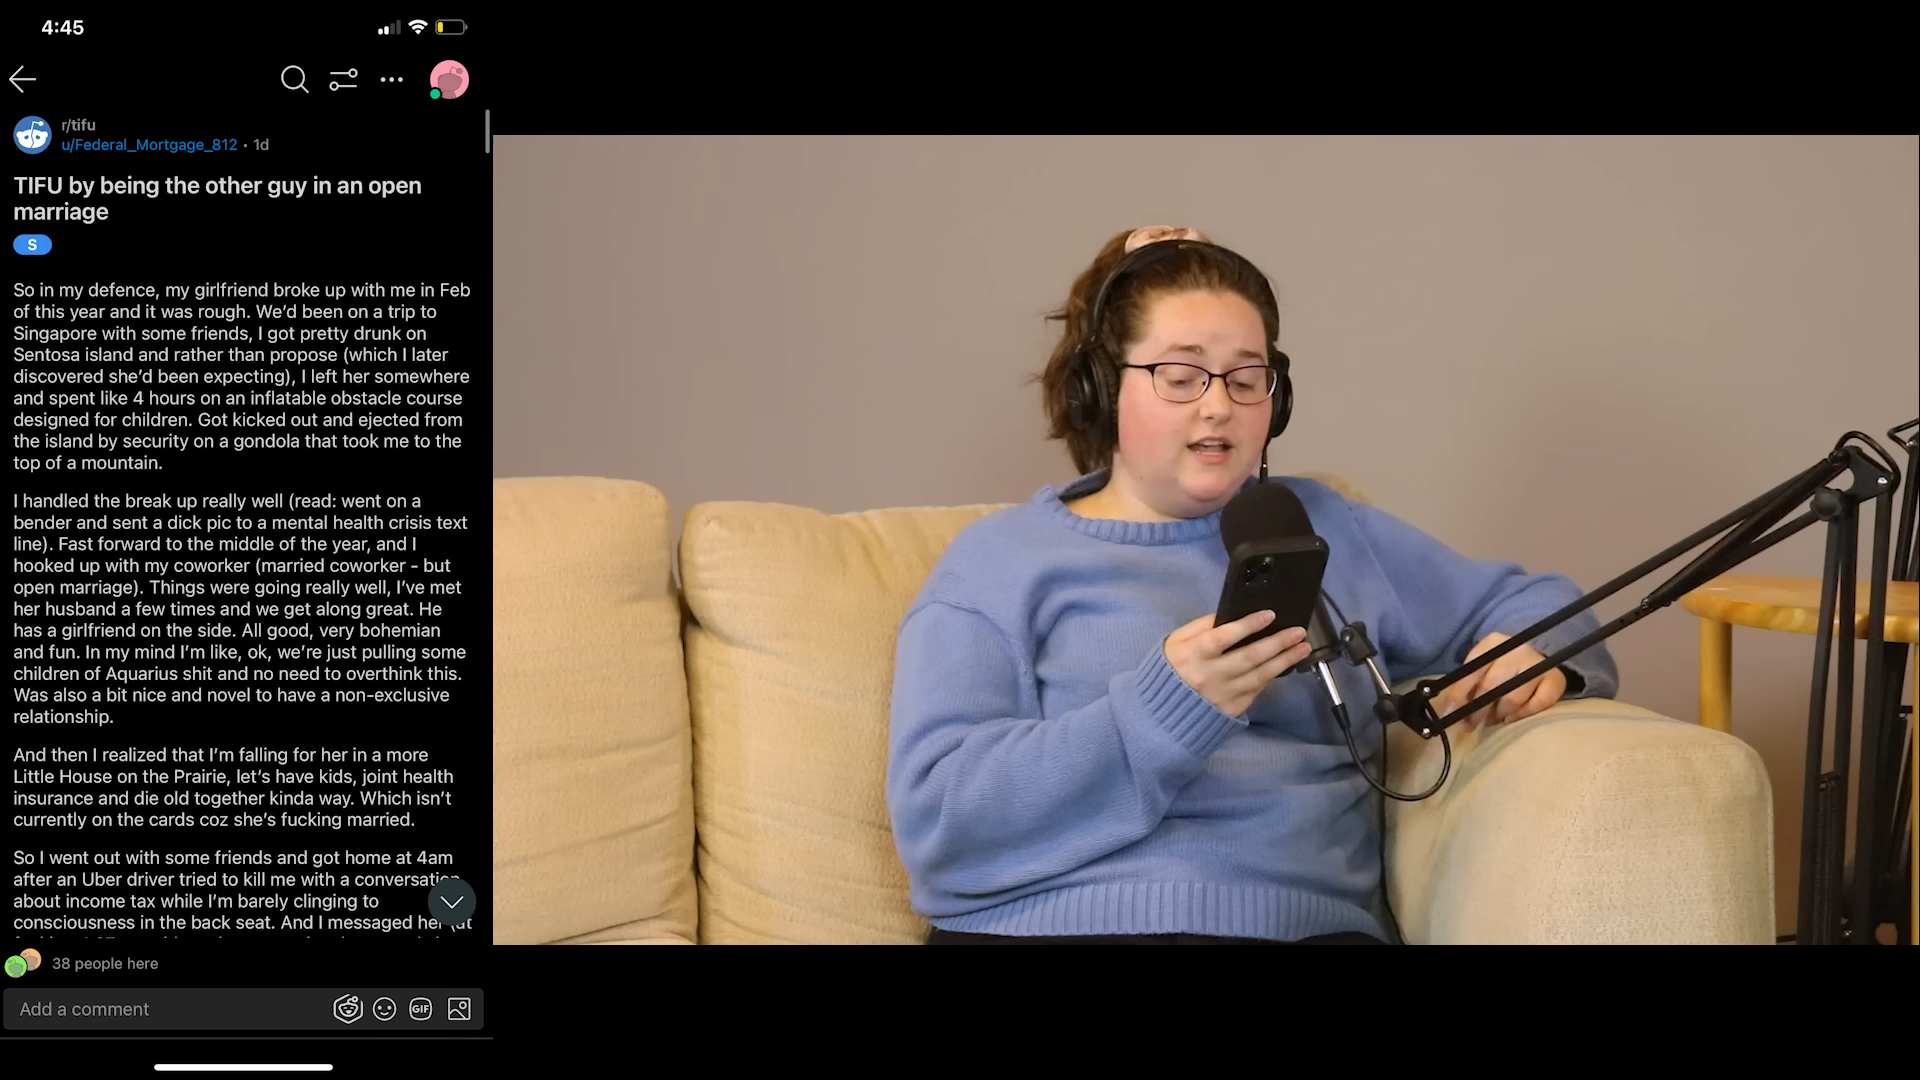 4:45
r/tifu
u/Federal_Mortgage_812 • 1d
TIFU by being the other guy in an open
marriage
S
So in my defence, my girlfriend broke up with me in Feb
of this year and it was rough. We’d been on a trip to
Singapore with some friends, I got pretty drunk on
Sentosa island and rather than propose (which I later
discovered she’d been expecting), I left her somewhere
and spent like 4 hours on an inflatable obstacle course
designed for children. Got kicked out and ejected from
the island by security on a gondola that took me to the
top of a mountain.
I handled the break up really well (read: went on a
bender and sent a dick pic to a mental health crisis text
line). Fast forward to the middle of the year, and I
hooked up with my coworker (married coworker - but
open marriage). Things were going really well, I’ve met
her husband a few times and we get along great. He
has a girlfriend on the side. All good, very bohemian
and fun. In my mind I’m like, ok, we’re just pulling some
children of Aquarius shit and no need to overthink this.
Was also a bit nice and novel to have a non-exclusive
relationship.
And then I realized that I’m falling for her in a more
Little House on the Prairie, let’s have kids, joint health
insurance and die old together kinda way. Which isn’t
currently on the cards coz she’s fucking married.
So I went out with some friends and got home at 4am
after an Uber driver tried to kill me with a conversation
about income tax while I’m barely clinging to
consciousness in the back seat. And I messaged her (at
38 people here
Add a comment
GIF